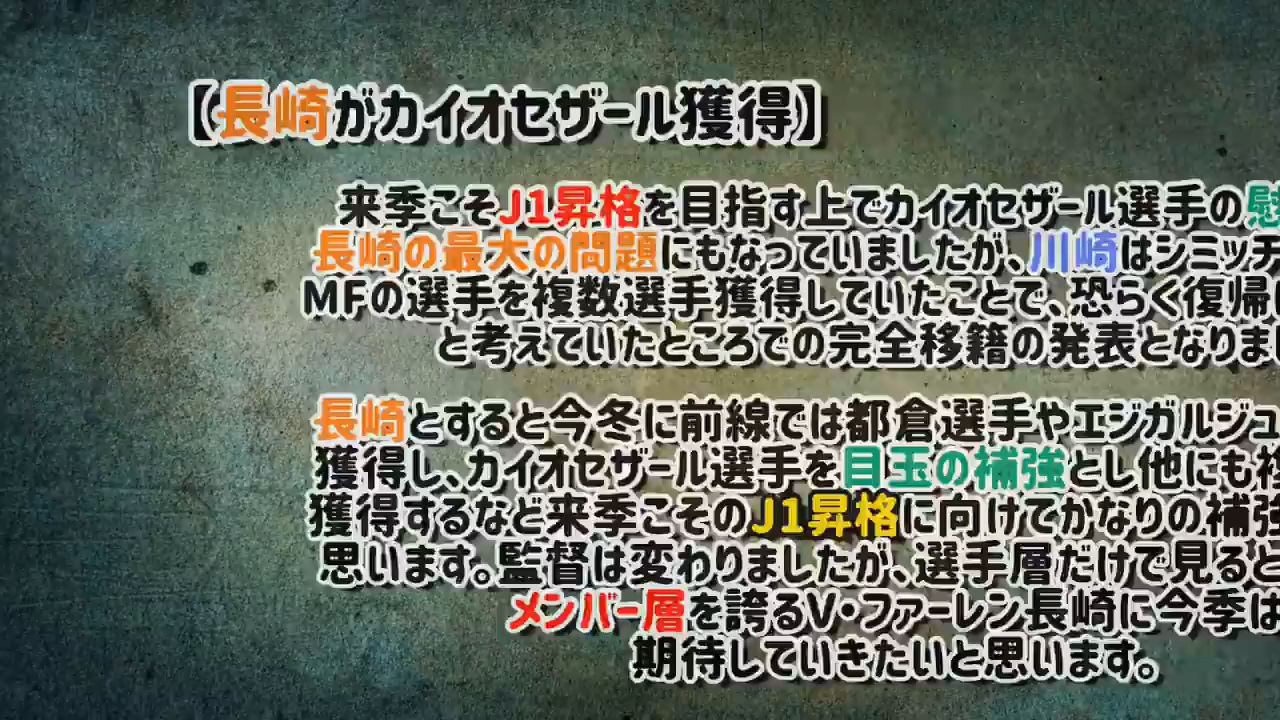 【長崎がカイオセザール獲得】
来季こそJ1昇格を目指す上でカイオセザール選手の
長崎の最大の問題にもなっていましたが、川崎はシミッチ
MFの選手を複数選手獲得していたことで、恐らく復帰
と考えていたところでの完全移籍の発表となりま
長崎とすると今冬に前線では都倉選手やエジガルジュ
獲得し、カイオセザール選手を目玉の補強とし他にも
獲得するなど来季こそのJ1昇格に向けてかなりの補強
思います。監督は変わりましたが、選手層だけで見ると
メンバー層を誇るV・ファーレン長崎に今季は
期待していきたいと思います。